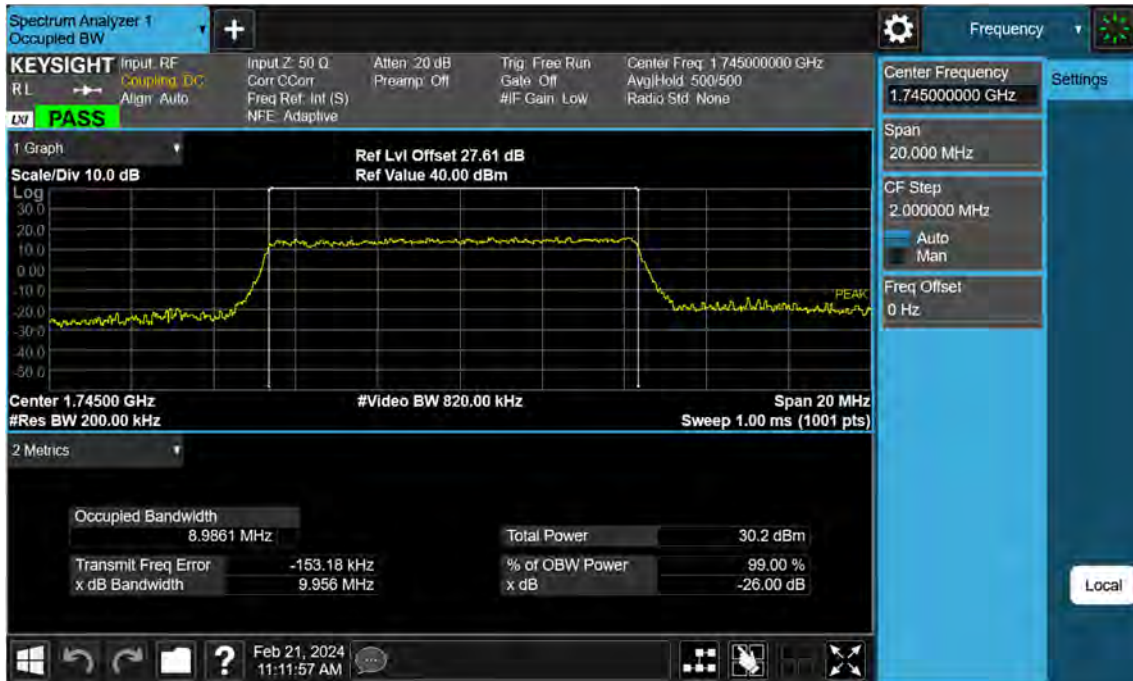 Spectrum Analyzer 1
Occupied BW
+
Frequency
KEYSIGHT
RL
LXI PASS
Input: RF
Coupling: DC
Align: Auto
Input Z: 50 Ω
Corr CCorr
Freq Ref: Int (S)
NFE: Adaptive
Atten: 20 dB
Preamp: Off
Trig: Free Run
Gate: Off
#IF Gain: Low
Center Freq: 1.745000000 GHz
Avg|Hold: 500/500
Radio Std: None
Center Frequency
1.745000000 GHz
Settings
Span
20.000 MHz
CF Step
2.000000 MHz
Auto
Man
Freq Offset
0 Hz
Local
1 Graph
Scale/Div 10.0 dB
Ref Lvl Offset 27.61 dB
Ref Value 40.00 dBm
Log
30.0
20.0
10.0
0.00
-10.0
-20.0
-30.0
-40.0
-50.0
PEAK
Center 1.74500 GHz
#Video BW 820.00 kHz
Span 20 MHz
#Res BW 200.00 kHz
Sweep 1.00 ms (1001 pts)
2 Metrics
Occupied Bandwidth
8.9861 MHz
Total Power 30.2 dBm
Transmit Freq Error -153.18 kHz
% of OBW Power 99.00 %
x dB Bandwidth 9.956 MHz
x dB -26.00 dB
?
Feb 21, 2024
11:11:57 AM